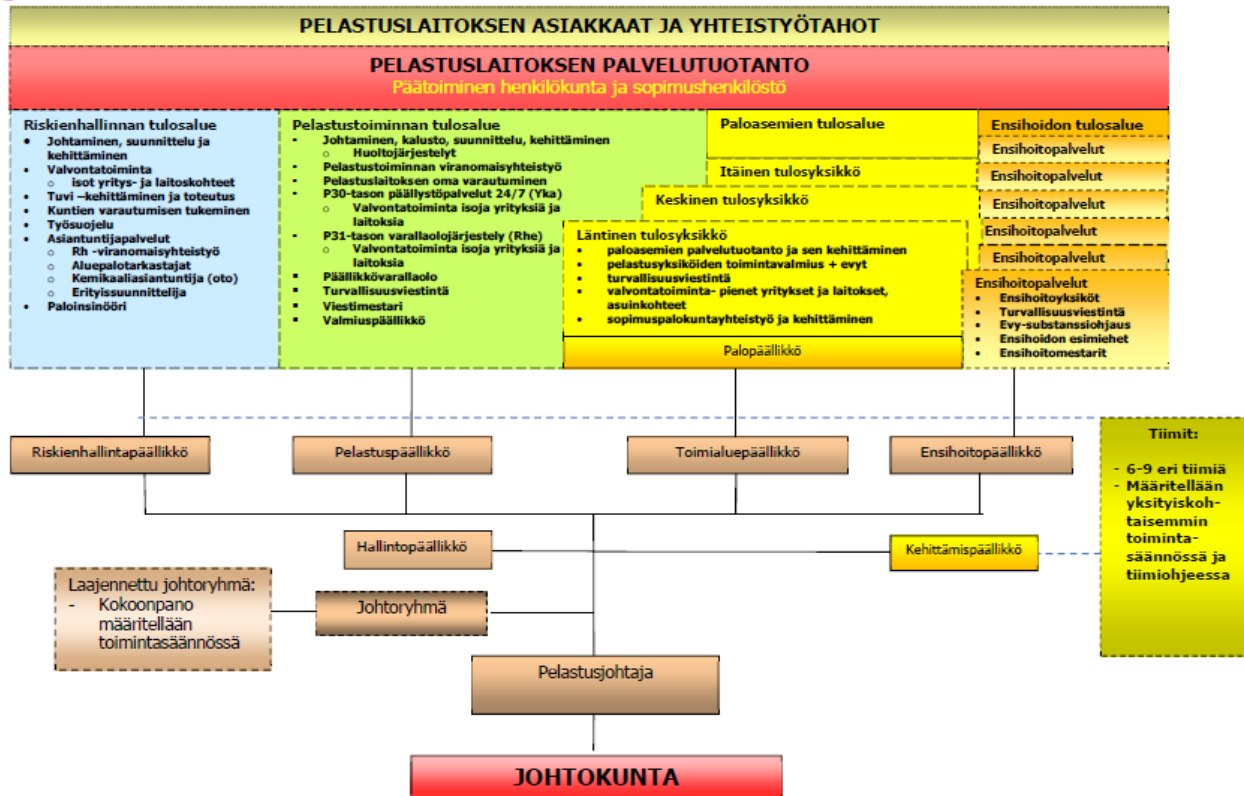 PELASTUSLAITOKSEN ASIAKKAAT JA YHTEISTYÖTAHOT
PELASTUSLAITOKSEN PALVELUTUOTANTO
Päätoiminen henkilökunta ja sopimushenkilöstö
Riskienhallinnan tulosalue
• Johtaminen, suunnittelu ja
kehittäminen
• Valvontatoiminta
o isot yritys- ja laitoskohteet
• Tuvi –kehittäminen ja toteutus
• Kuntien varautumisen tukeminen
• Työsuojelu
• Asiantuntijapalvelut
o Rh -viranomaisyhteistyö
o Aluepalotarkastajat
o Kemikaaliasiantuntija (oto)
o Erityissuunnittelija
• Paloinsinööri
Pelastustoiminnan tulosalue
- Johtaminen, kalusto, suunnittelu, kehittäminen
o Huoltojärjestelyt
- Pelastustoiminnan viranomaisyhteistyö
- Pelastuslaitoksen oma varautuminen
- P30-tason päällystöpalvelut 24/7 (Yka)
o Valvontatoiminta isoja yrityksiä ja
laitoksia
- P31-tason varallaolojärjestely (Rhe)
o Valvontatoiminta isoja yrityksiä ja
laitoksia
▪ Päällikkövarallaolo
▪ Turvallisuusviestintä
▪ Viestimestari
▪ Valmiuspäällikkö
Paloasemien tulosalue
Itäinen tulosyksikkö
Keskinen tulosyksikkö
Läntinen tulosyksikkö
• paloasemien palvelutuotanto ja sen kehittäminen
• pelastusyksiköiden toimintavalmius + evyt
turvallisuusviestintä
• valvontatoiminta- pienet yritykset ja laitokset,
asuinkohteet
• sopimuspalokuntayhteistyö ja kehittäminen
Palopäällikkö
Ensihoidon tulosalue
Ensihoitopalvelut
Ensihoitopalvelut
Ensihoitopalvelut
Ensihoitopalvelut
Ensihoitopalvelut
Ensihoitopalvelut
• Ensihoitoyksiköt
• Turvallisuusviestintä
• Evy-substanssiohjaus
• Ensihoidon esimiehet
• Ensihoitomestarit
Riskienhallintapäällikkö
Pelastuspäällikkö
Toimialuepäällikkö
Ensihoitopäällikkö
Tiimit:
- 6-9 eri tiimiä
- Määritellään
yksityiskoh-
taisemmin
toiminta-
säännössä ja
tiimiohjeessa
Hallintopäällikkö
Kehittämispäällikkö
Laajennettu johtoryhmä:
- Kokoonpano
määritellään
toimintasäännössä
Johtoryhmä
Pelastusjohtaja
JOHTOKUNTA